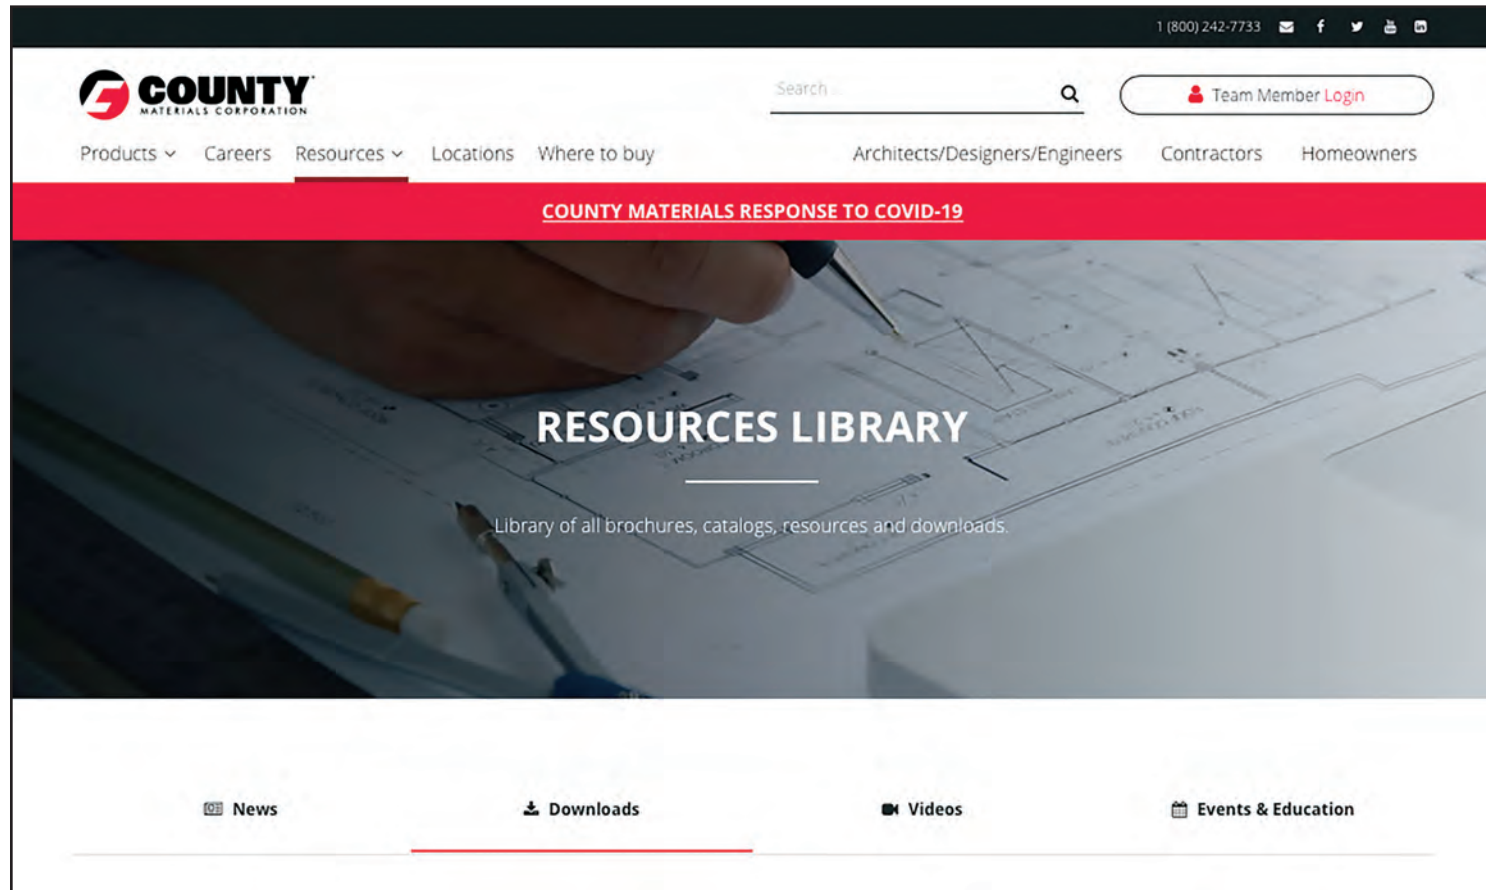 1 (800) 242-7733
COUNTY
MATERIALS CORPORATION
Search ...
Team Member Login
Products
Careers
Resources
Locations
Where to buy
Architects/Designers/Engineers
Contractors
Homeowners
COUNTY MATERIALS RESPONSE TO COVID-19
RESOURCES LIBRARY
Library of all brochures, catalogs, resources and downloads.
News
Downloads
Videos
Events & Education